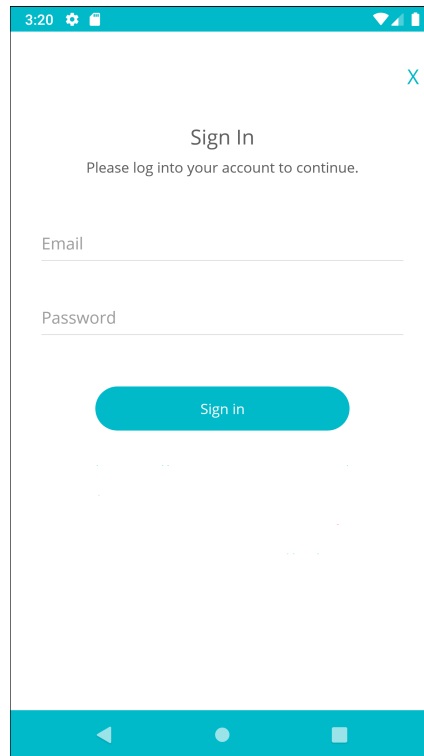 3:20
X
Sign In
Please log into your account to continue.
Email
Password
Sign in